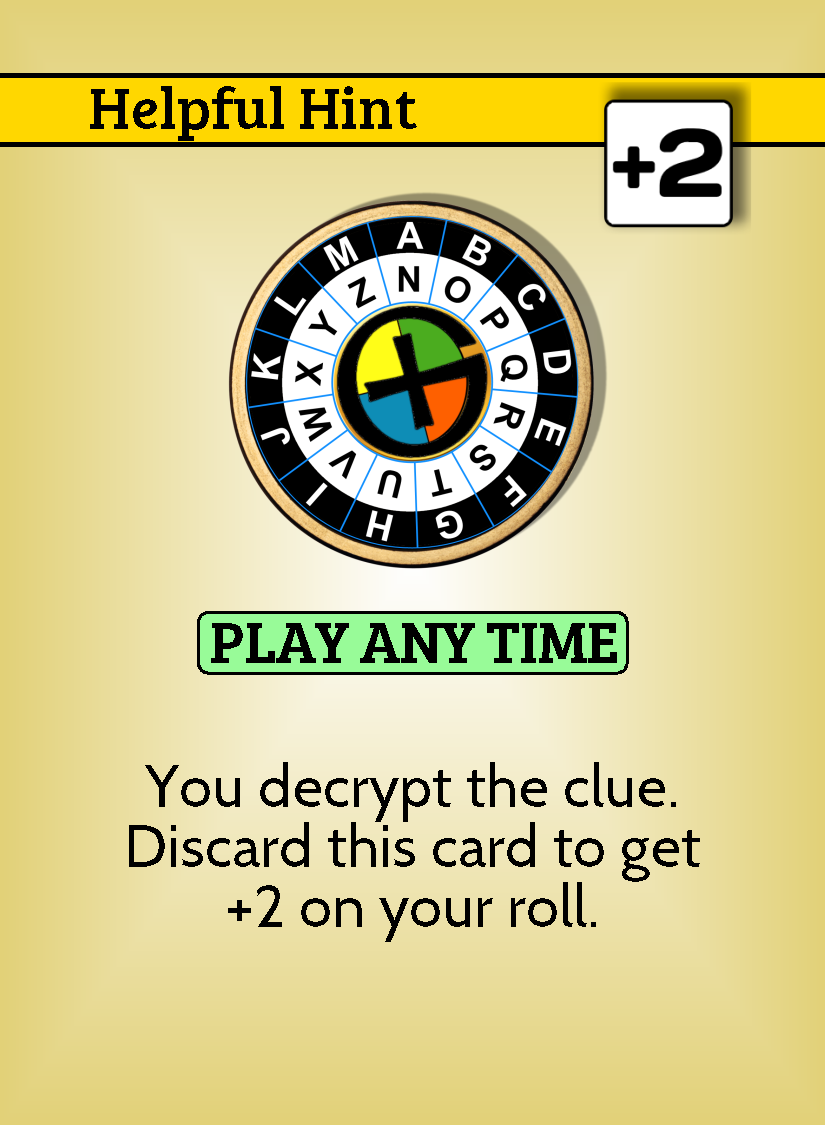 Helpful Hint
+2
A B C D E F G H I J K L M
N O P Q R S T U V W X Y Z
PLAY ANY TIME
You decrypt the clue.
Discard this card to get
+2 on your roll.